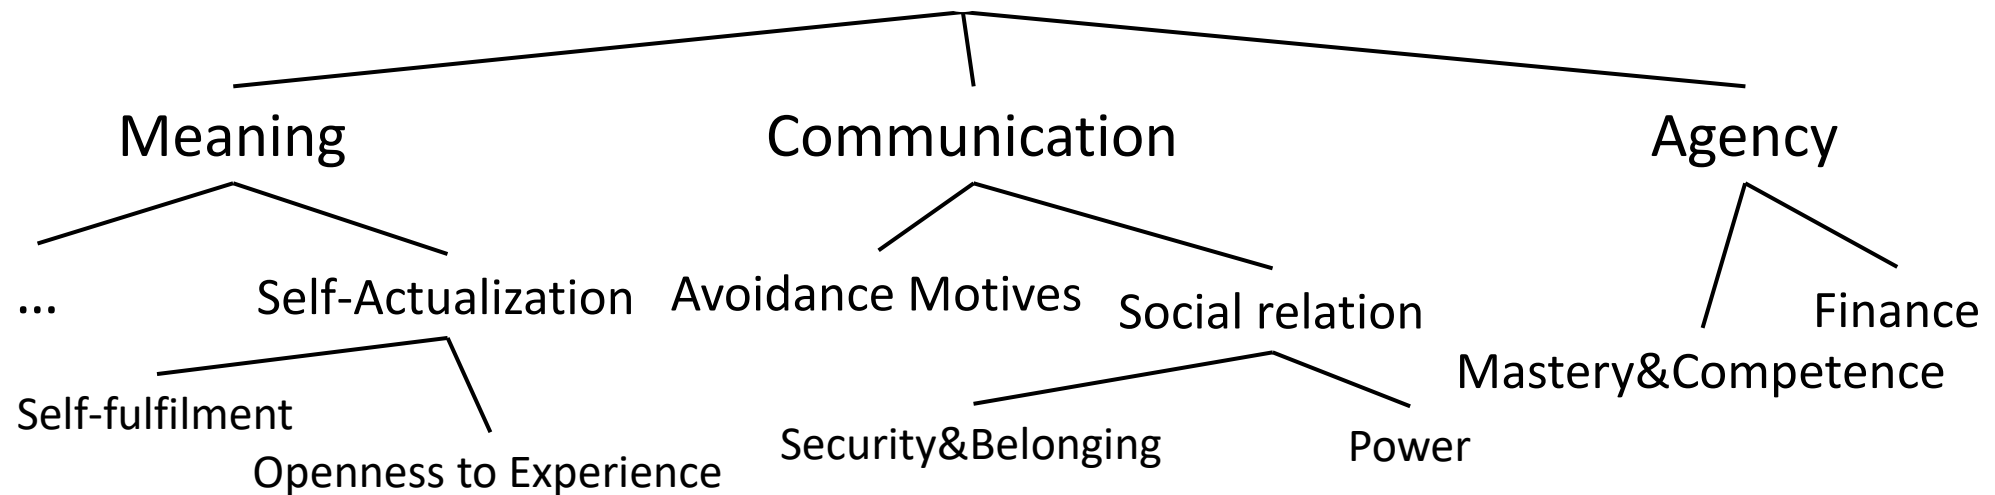 Meaning
Communication
Agency
...
Self-Actualization
Avoidance Motives
Social relation
Finance
Mastery&Competence
Self-fulfilment
Openness to Experience
Security&Belonging
Power